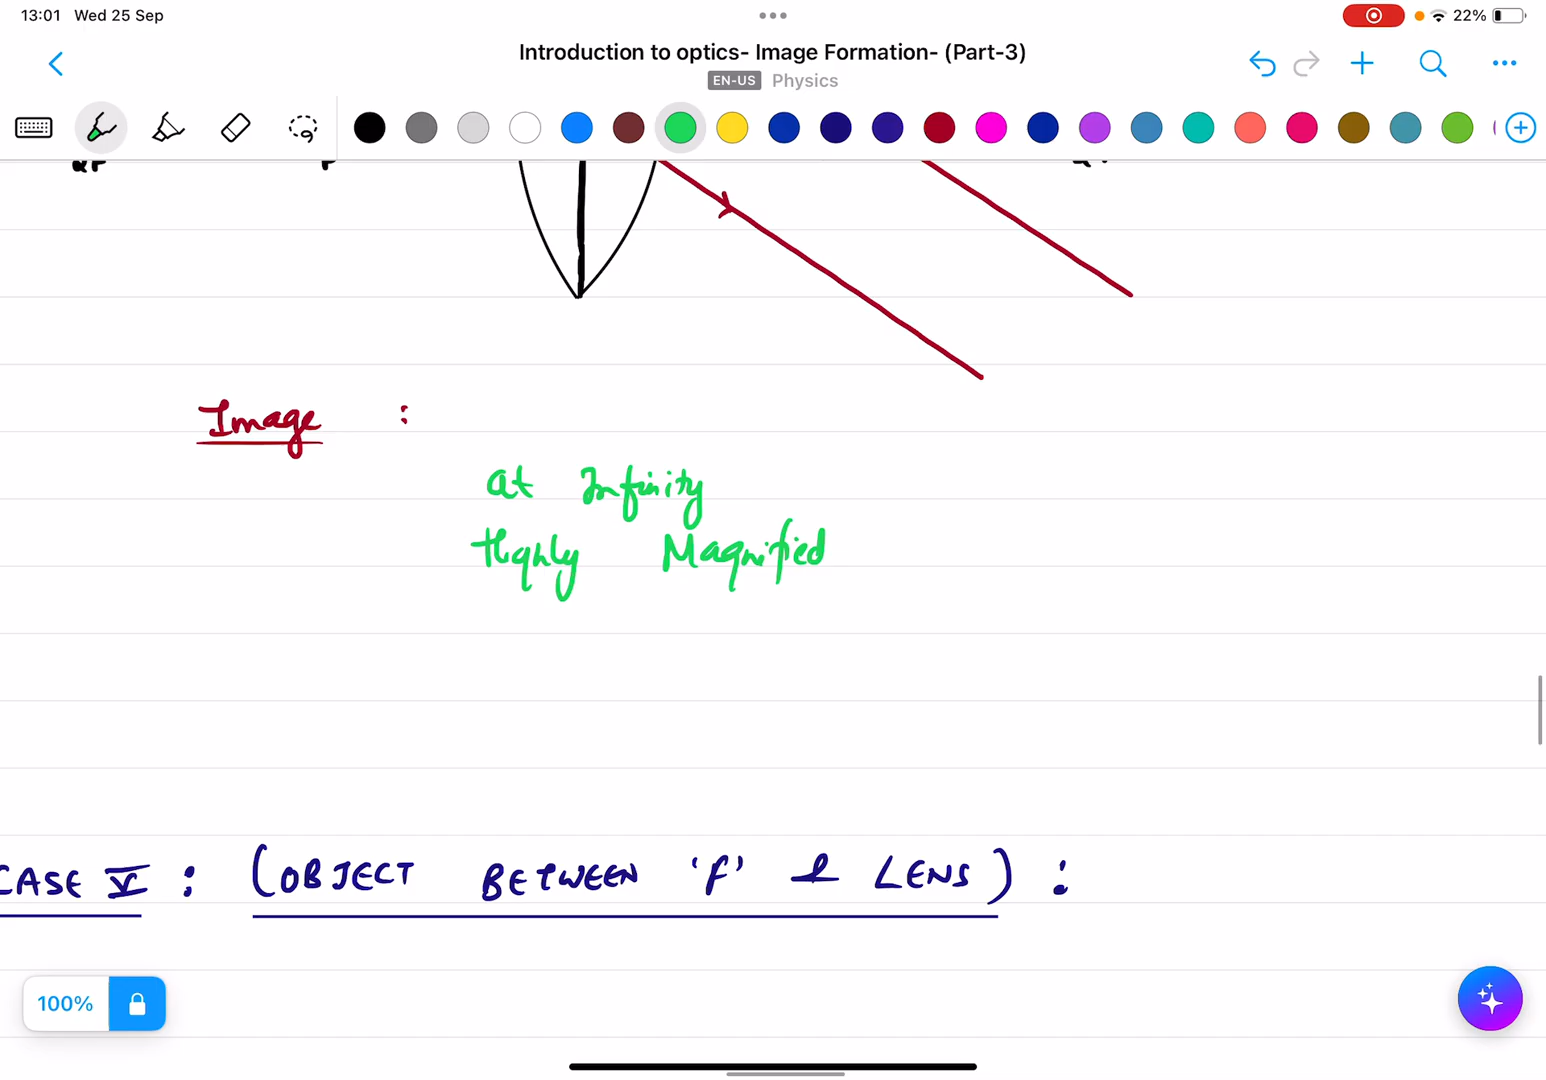 13:01 Wed 25 Sep
22%
Introduction to optics- Image Formation- (Part-3)
EN-US Physics
2F F
Image :
at Infinity
Highly Magnified
CASE V : (OBJECT BETWEEN 'F' & LENS) :
100%